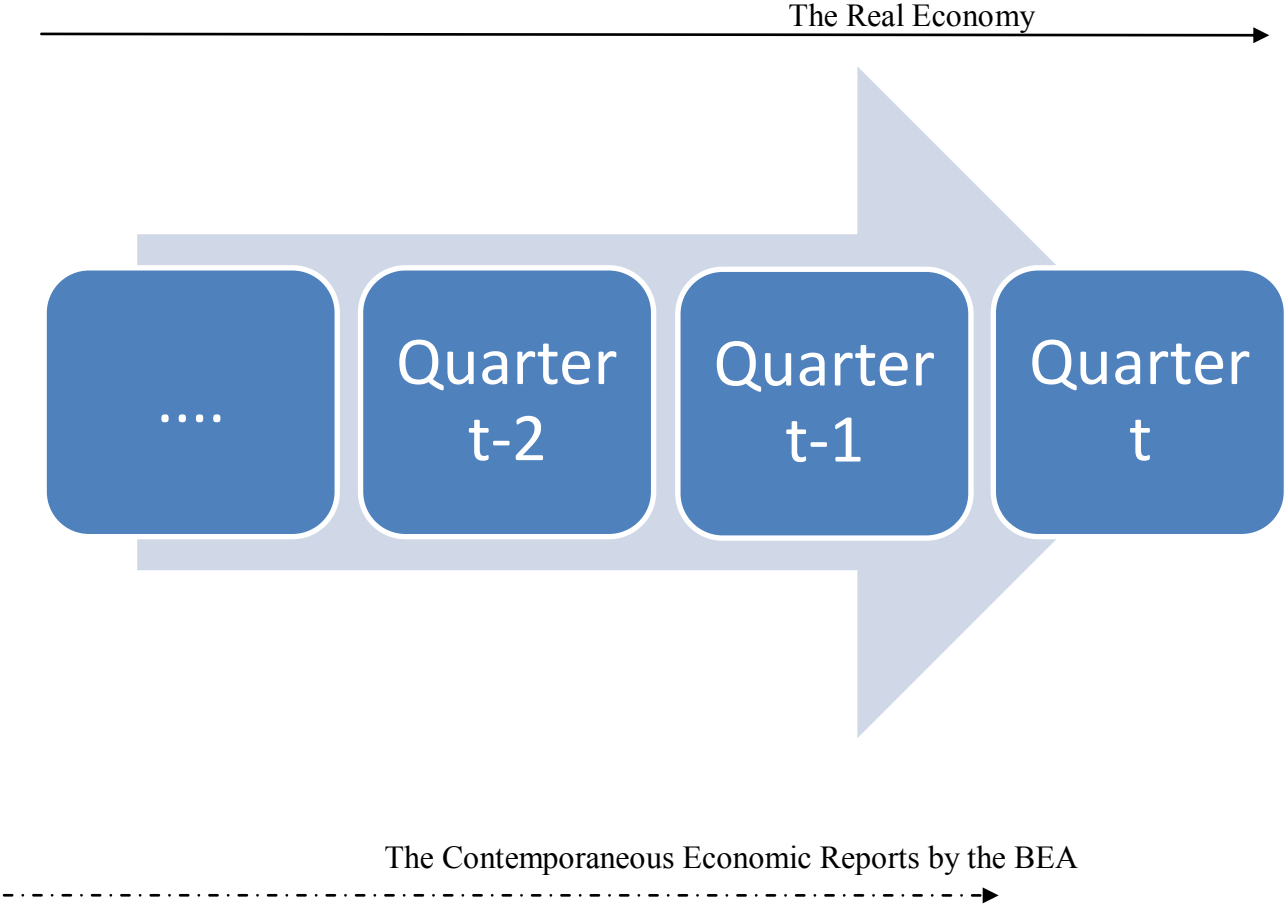 The Real Economy
....
Quarter
t-2
Quarter
t-1
Quarter
t
The Contemporaneous Economic Reports by the BEA